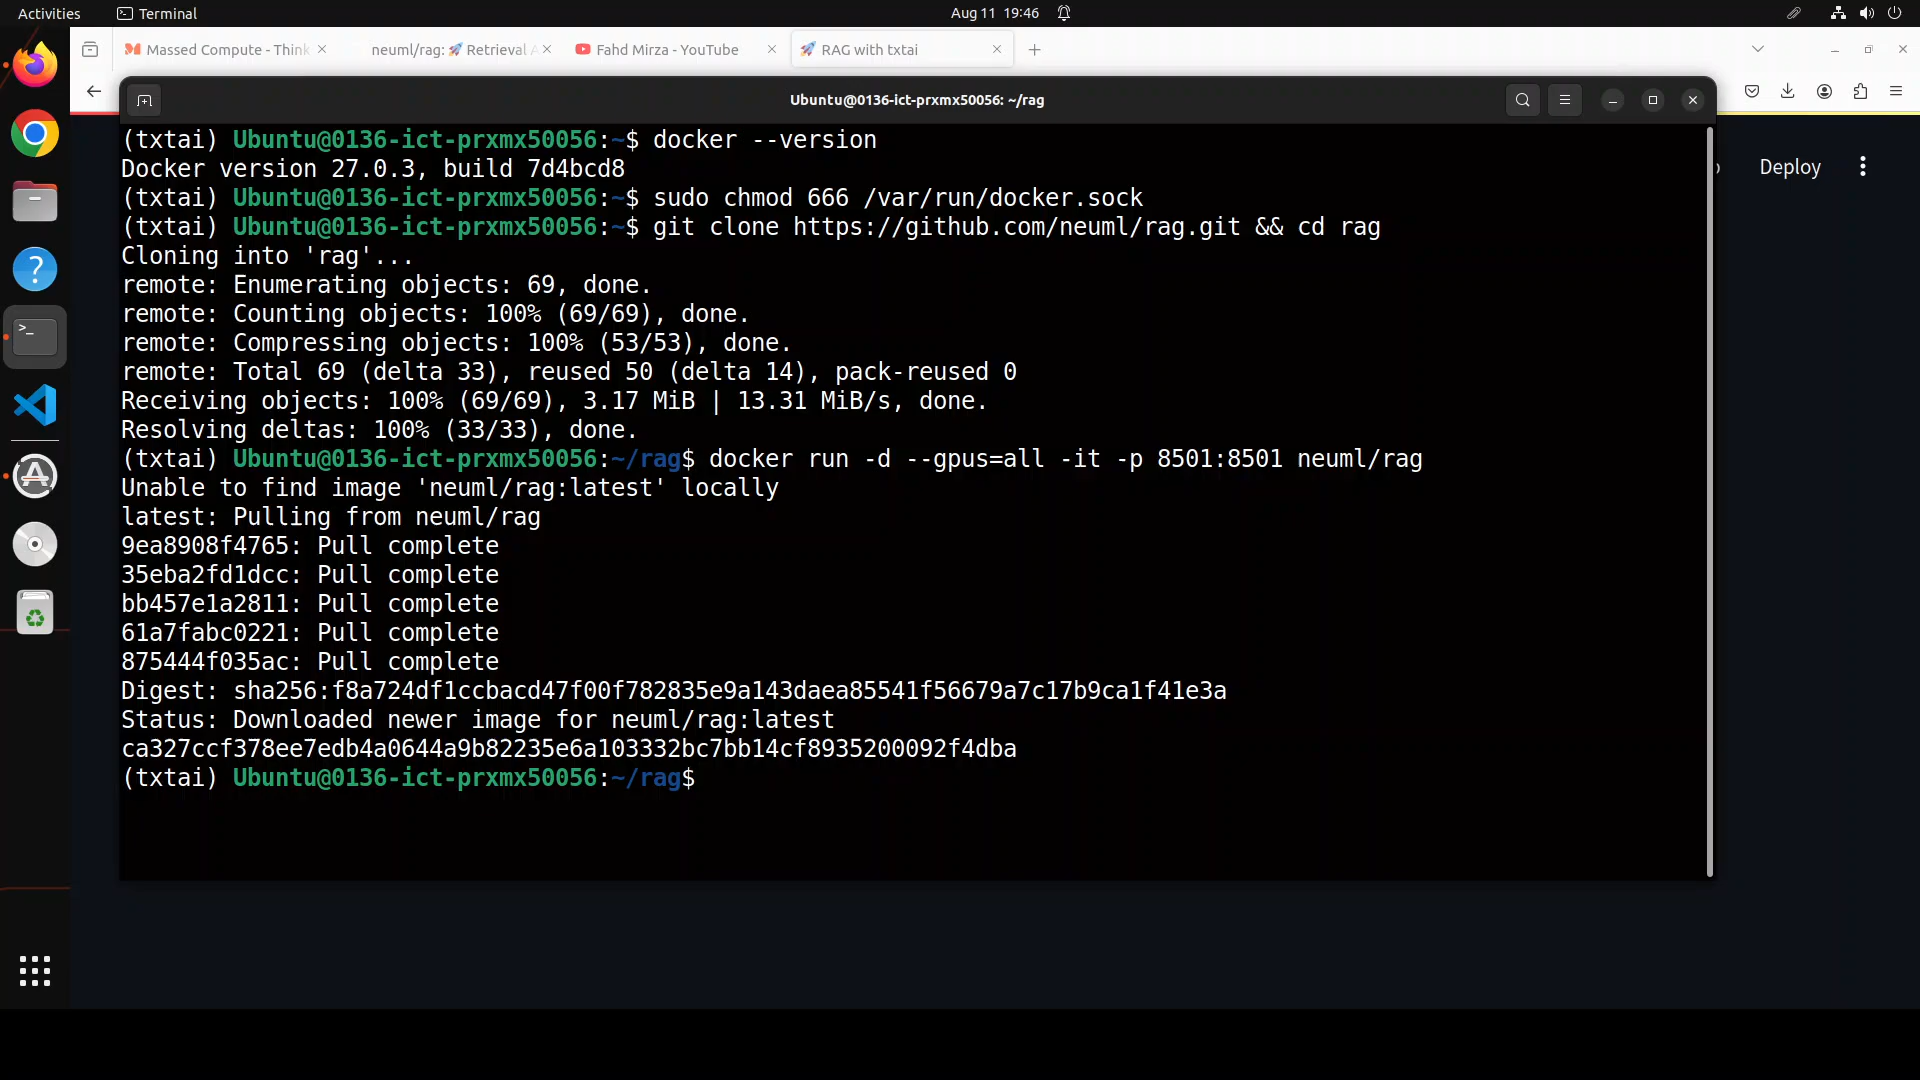 Activities
Terminal
Aug 11 19:46
Massed Compute - Think
neuml/rag: 🚀 Retrieval A
Fahd Mirza - YouTube
RAG with txtai
Ubuntu@0136-ict-prxmx50056: ~/rag
(txtai) Ubuntu@0136-ict-prxmx50056:~$ docker --version
Docker version 27.0.3, build 7d4bcd8
(txtai) Ubuntu@0136-ict-prxmx50056:~$ sudo chmod 666 /var/run/docker.sock
(txtai) Ubuntu@0136-ict-prxmx50056:~$ git clone https://github.com/neuml/rag.git && cd rag
Cloning into 'rag'...
remote: Enumerating objects: 69, done.
remote: Counting objects: 100% (69/69), done.
remote: Compressing objects: 100% (53/53), done.
remote: Total 69 (delta 33), reused 50 (delta 14), pack-reused 0
Receiving objects: 100% (69/69), 3.17 MiB | 13.31 MiB/s, done.
Resolving deltas: 100% (33/33), done.
(txtai) Ubuntu@0136-ict-prxmx50056:~/rag$ docker run -d --gpus=all -it -p 8501:8501 neuml/rag
Unable to find image 'neuml/rag:latest' locally
latest: Pulling from neuml/rag
9ea8908f4765: Pull complete
35eba2fd1dcc: Pull complete
bb457e1a2811: Pull complete
61a7fabc0221: Pull complete
875444f035ac: Pull complete
Digest: sha256:f8a724df1ccbacd47f00f782835e9a143daea85541f56679a7c17b9ca1f41e3a
Status: Downloaded newer image for neuml/rag:latest
ca327ccf378ee7edb4a0644a9b82235e6a103332bc7bb14cf8935200092f4dba
(txtai) Ubuntu@0136-ict-prxmx50056:~/rag$
Deploy